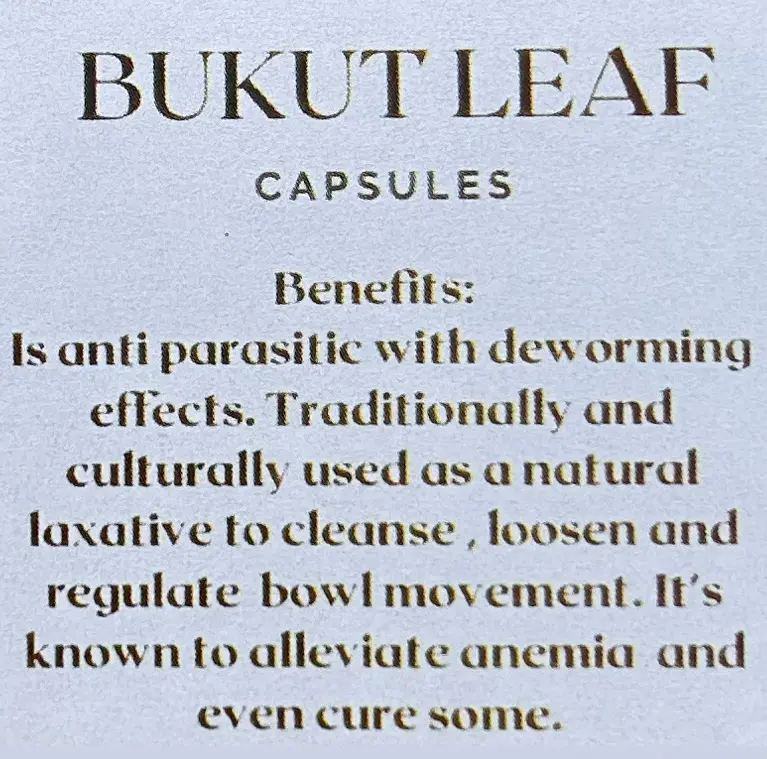 BUKUT LEAF
CAPSULES
Benefits:
Is anti parasitic with deworming
effects. Traditionally and
culturally used as a natural
laxative to cleanse , loosen and
regulate bowl movement. It's
known to alleviate anemia and
even cure some.